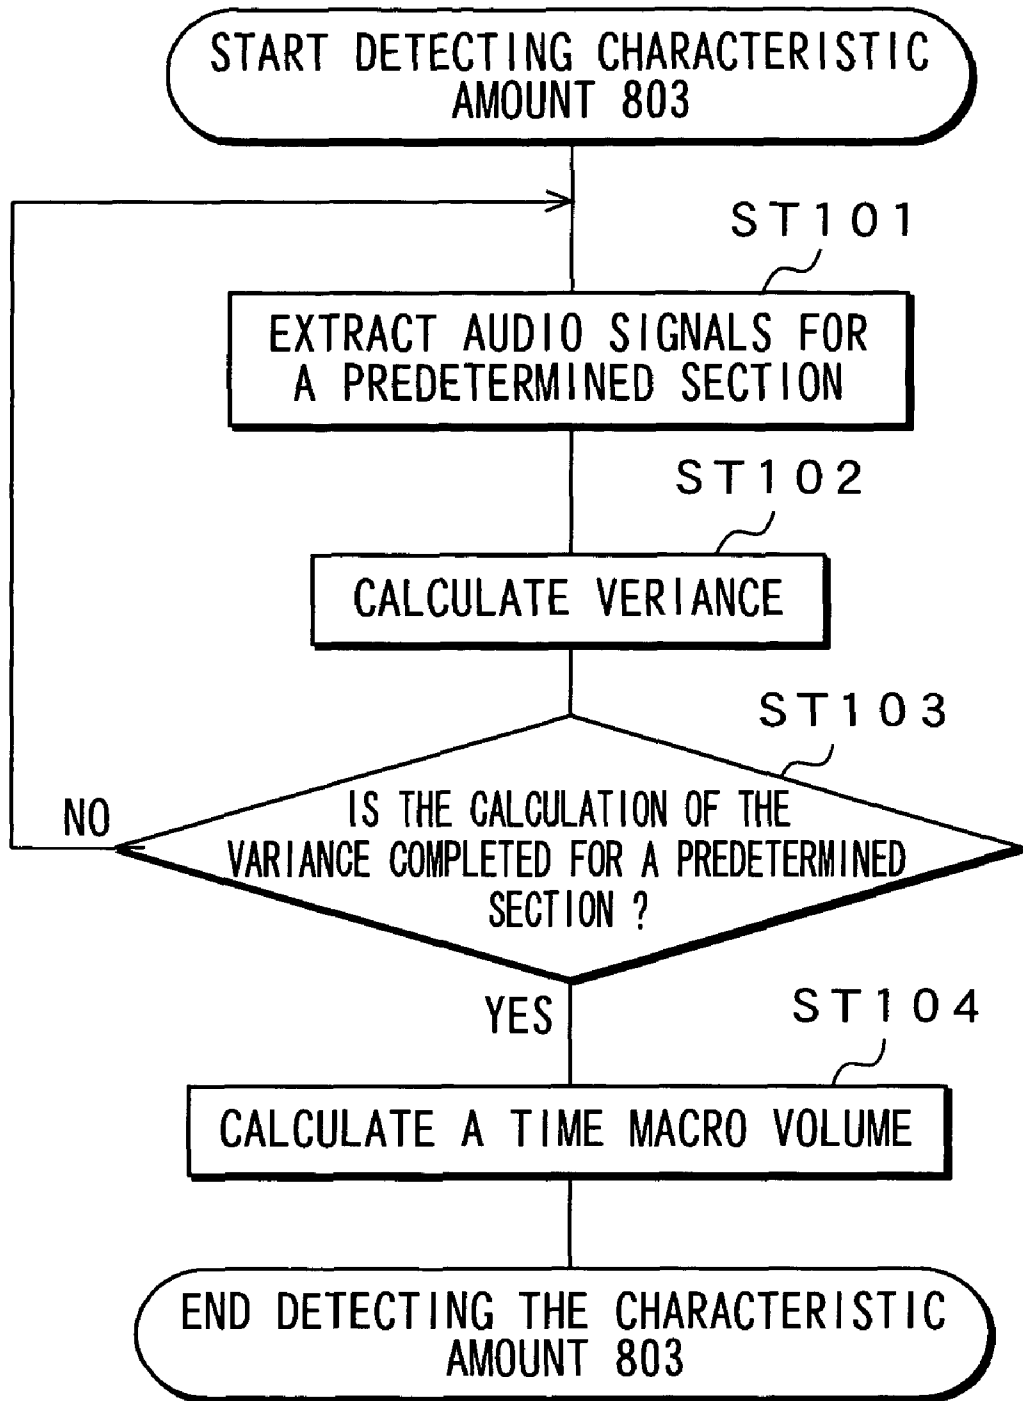 START DETECTING CHARACTERISTIC
AMOUNT 803
ST101
EXTRACT AUDIO SIGNALS FOR
A PREDETERMINED SECTION
ST102
CALCULATE VERIANCE
ST103
IS THE CALCULATION OF THE
VARIANCE COMPLETED FOR A PREDETERMINED
SECTION ?
NO
YES
ST104
CALCULATE A TIME MACRO VOLUME
END DETECTING THE CHARACTERISTIC
AMOUNT 803